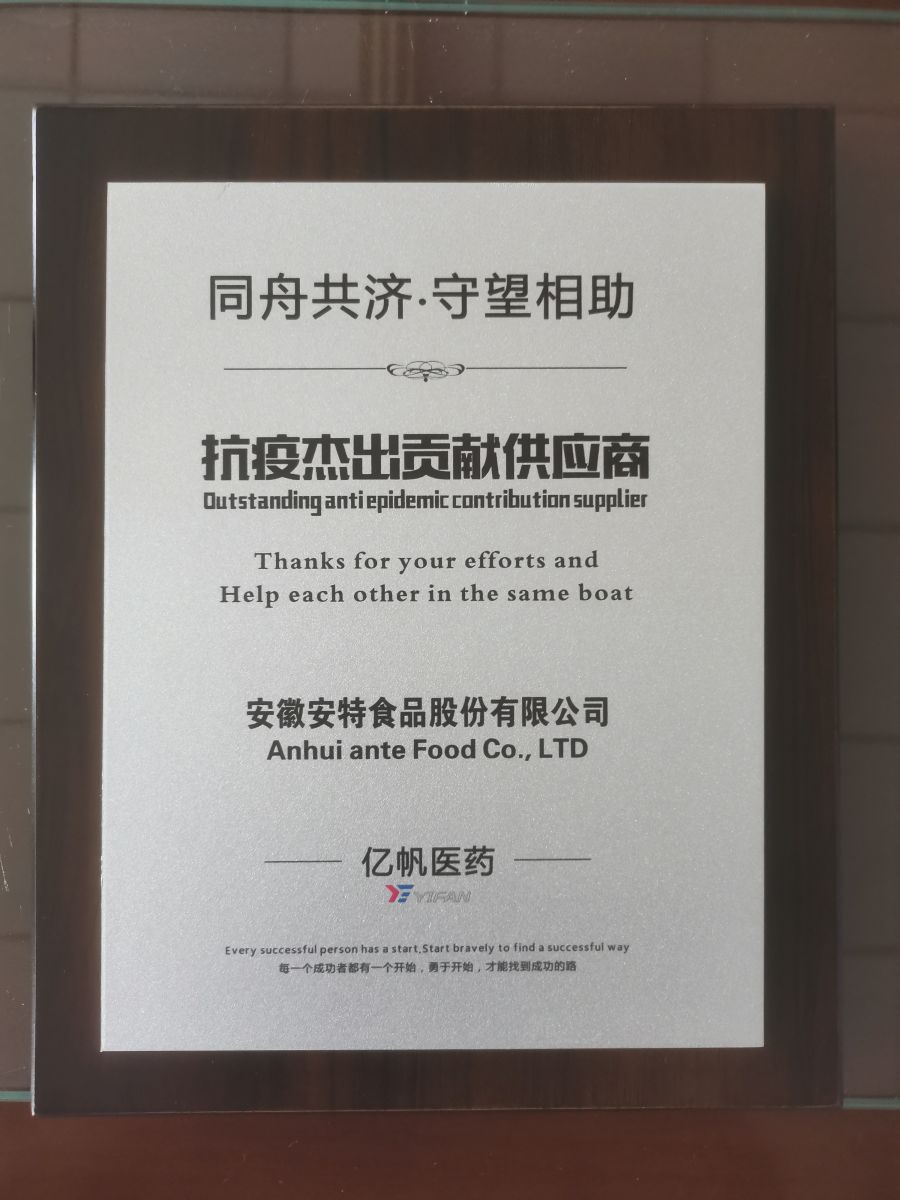 同舟共济·守望相助
抗疫杰出贡献供应商
Outstanding anti epidemic contribution supplier
Thanks for your efforts and
Help each other in the same boat
安徽安特食品股份有限公司
Anhui ante Food Co., LTD
亿帆医药
YIFAN
Every successful person has a start,Start bravely to find a successful way
每一个成功者都有一个开始，勇于开始，才能找到成功的路